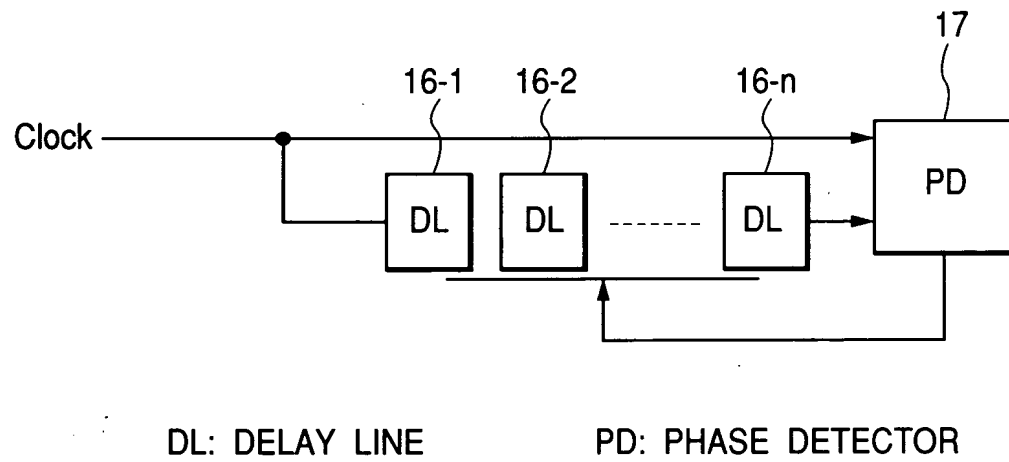 17
16-1 16-2 16-n
Clock
PD
DL DL DL
DL: DELAY LINE PD: PHASE DETECTOR